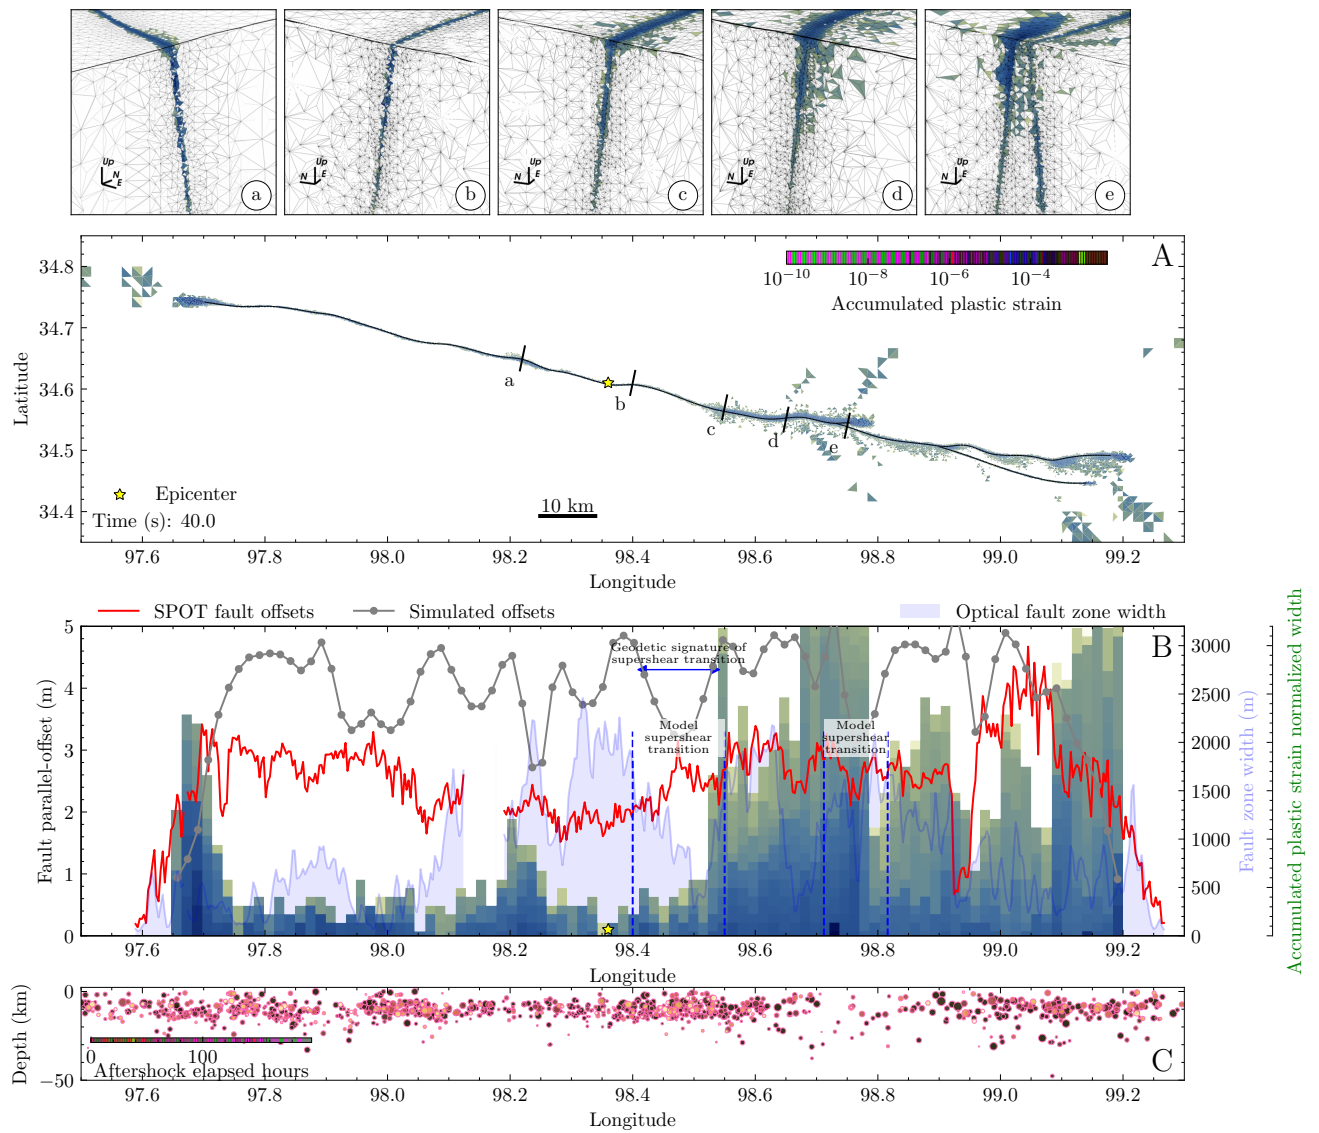 Up
N
E
a
Up
N
E
b
Up
N
E
c
Up
N
E
d
Up
N
E
e
A
34.8
34.7
34.6
34.5
34.4
Latitude
10⁻¹⁰ 10⁻⁸ 10⁻⁶ 10⁻⁴
Accumulated plastic strain
a
b
c
d
e
Epicenter
Time (s): 40.0
10 km
97.6 97.8 98.0 98.2 98.4 98.6 98.8 99.0 99.2
Longitude
SPOT fault offsets
Simulated offsets
Optical fault zone width
B
Geodetic signature of
supershear transition
Model
supershear
transition
Model
supershear
transition
5
4
3
2
1
0
Fault parallel-offset (m)
3000
2500
2000
1500
1000
500
0
Fault zone width (m)
Accumulated plastic strain normalized width
97.6 97.8 98.0 98.2 98.4 98.6 98.8 99.0 99.2
Longitude
0
−50
Depth (km)
0 100
Aftershock elapsed hours
C
97.6 97.8 98.0 98.2 98.4 98.6 98.8 99.0 99.2
Longitude